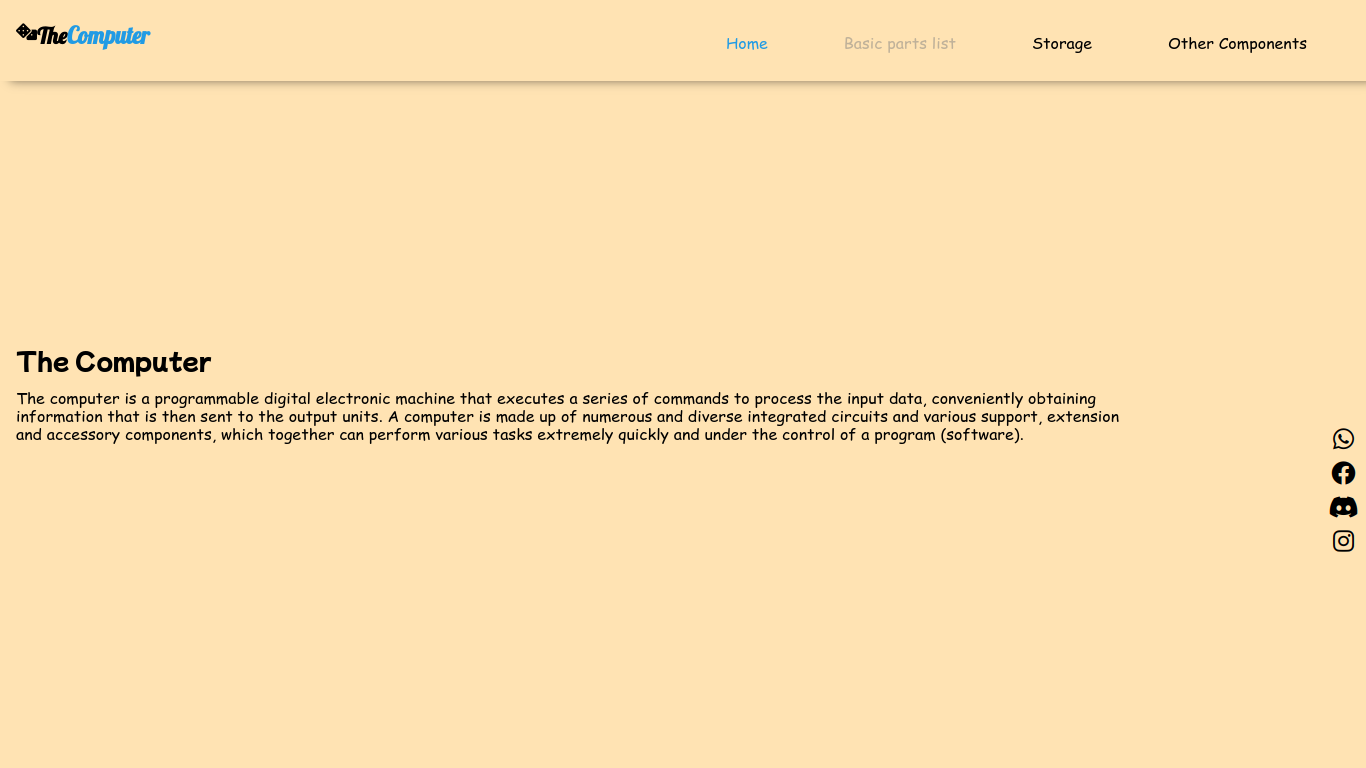 TheComputer
Home
Basic parts list
Storage
Other Components
The Computer
The computer is a programmable digital electronic machine that executes a series of commands to process the input data, conveniently obtaining
information that is then sent to the output units. A computer is made up of numerous and diverse integrated circuits and various support, extension
and accessory components, which together can perform various tasks extremely quickly and under the control of a program (software).